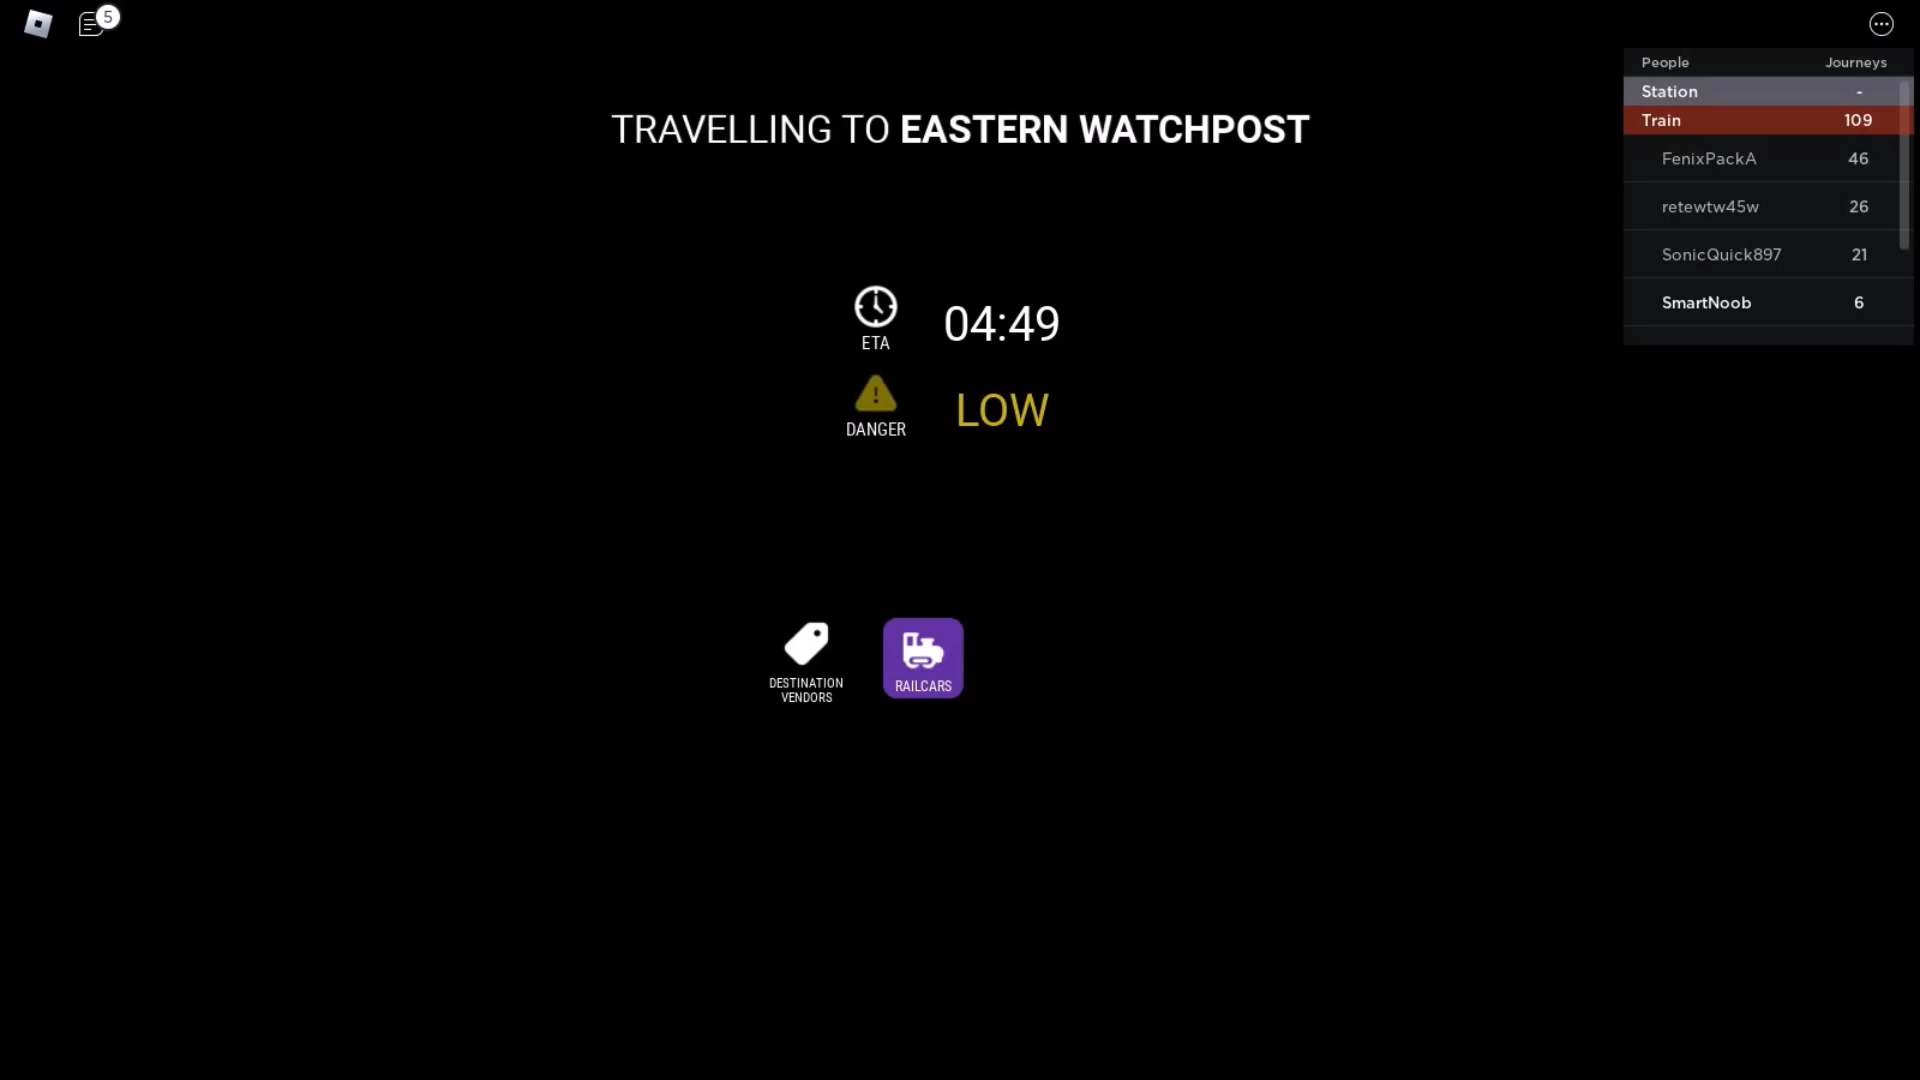 5
People Journeys
Station -
Train 109
FenixPackA 46
retewtw45w 26
SonicQuick897 21
SmartNoob 6
TRAVELLING TO EASTERN WATCHPOST
04:49
ETA
LOW
DANGER
DESTINATION
VENDORS
RAILCARS